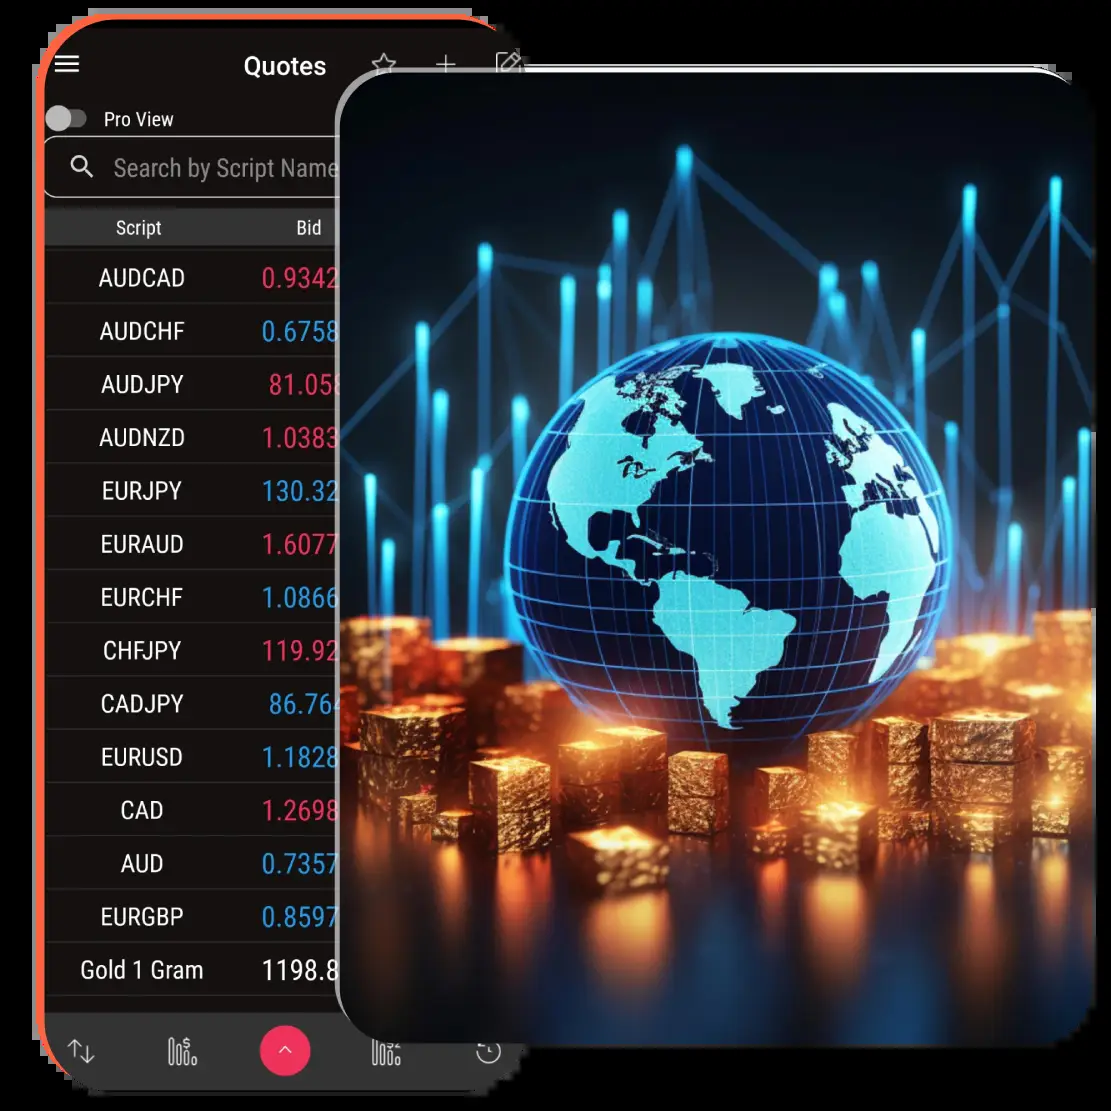 Quotes
Pro View
Search by Script Name
Script Bid
AUDCAD 0.9342
AUDCHF 0.6758
AUDJPY 81.058
AUDNZD 1.0383
EURJPY 130.32
EURAUD 1.6077
EURCHF 1.0866
CHFJPY 119.92
CADJPY 86.764
EURUSD 1.1828
CAD 1.2698
AUD 0.7357
EURGBP 0.8597
Gold 1 Gram 1198.8